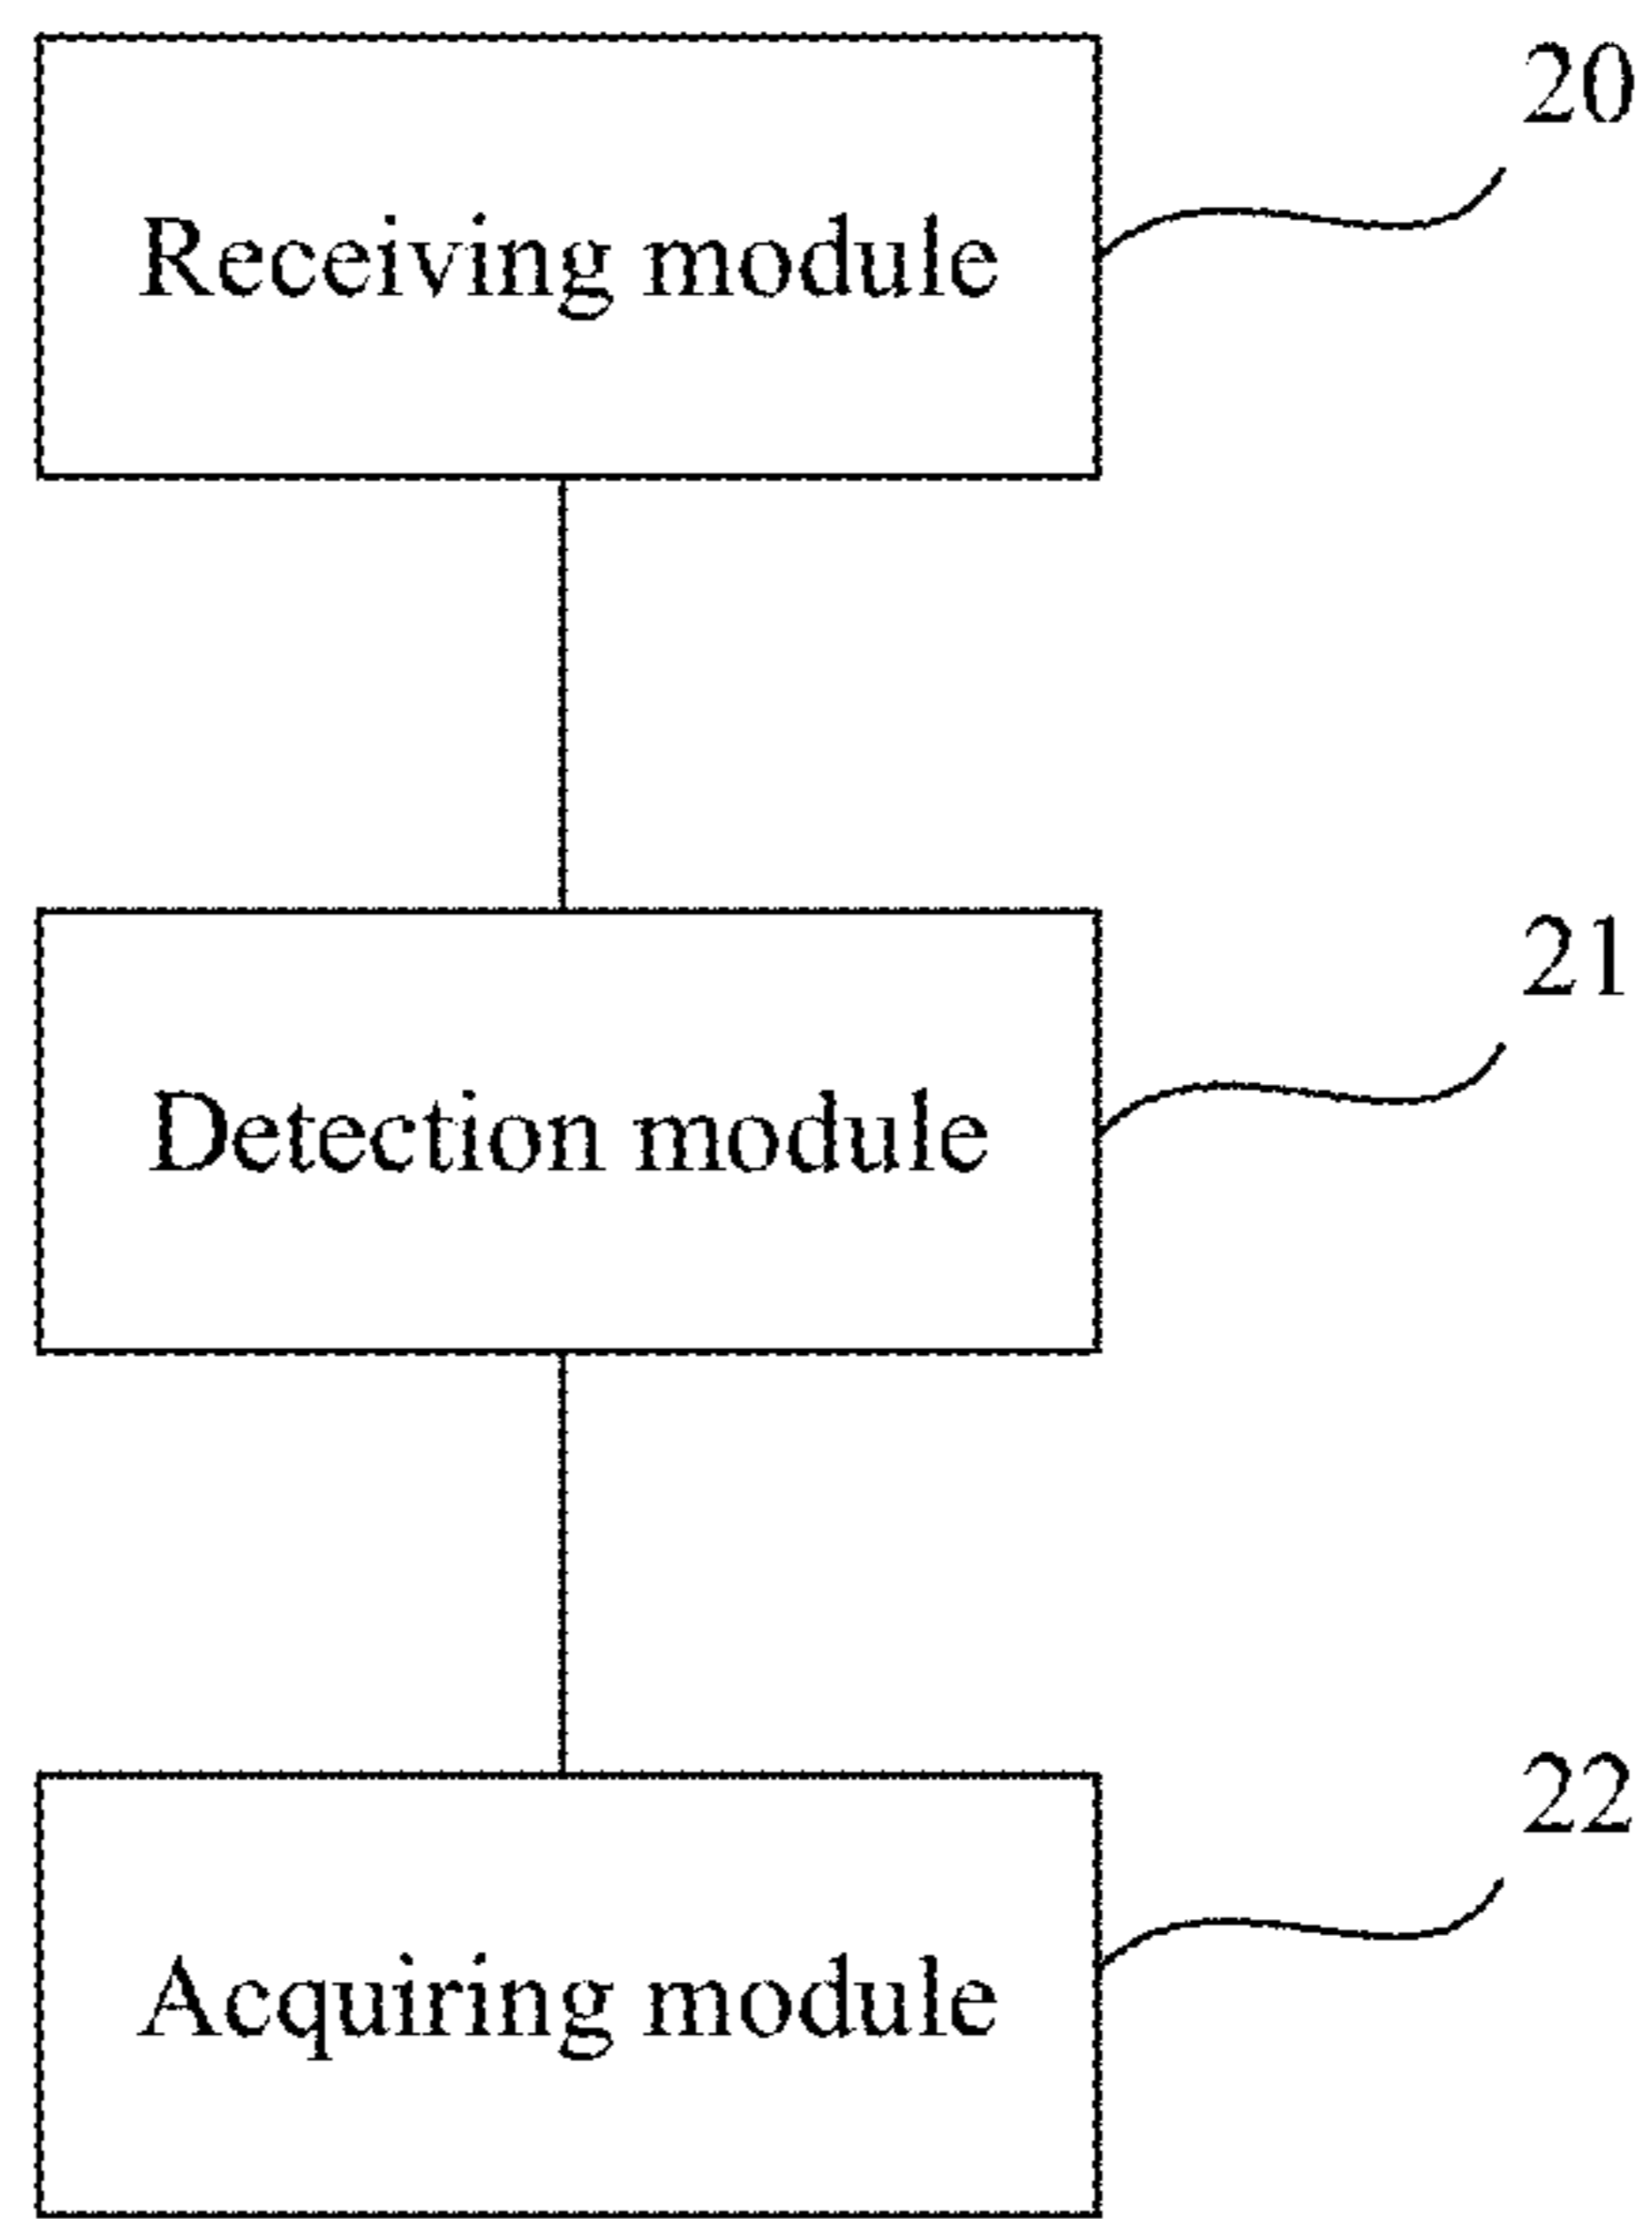 20
Receiving module
21
Detection module
22
Acquiring module